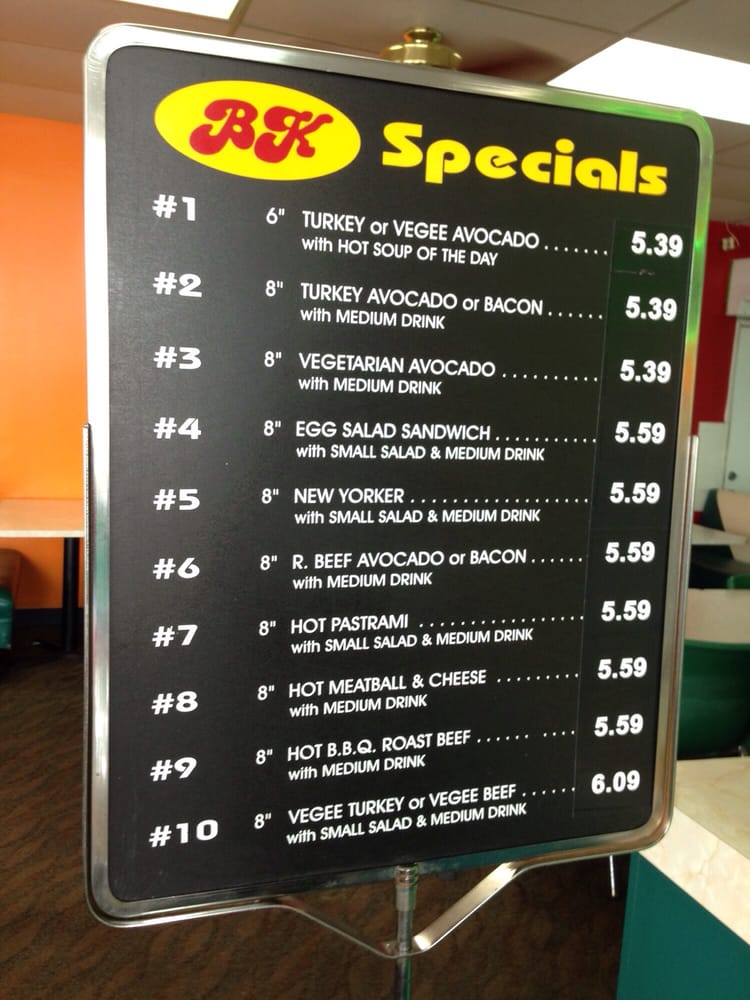 BK Specials
#1 6" TURKEY or VEGEE AVOCADO ....... 5.39
with HOT SOUP OF THE DAY
#2 8" TURKEY AVOCADO or BACON ...... 5.39
with MEDIUM DRINK
#3 8" VEGETARIAN AVOCADO .......... 5.39
with MEDIUM DRINK
#4 8" EGG SALAD SANDWICH .......... 5.59
with SMALL SALAD & MEDIUM DRINK
#5 8" NEW YORKER .................. 5.59
with SMALL SALAD & MEDIUM DRINK
#6 8" R. BEEF AVOCADO or BACON ...... 5.59
with MEDIUM DRINK
#7 8" HOT PASTRAMI ................. 5.59
with SMALL SALAD & MEDIUM DRINK
#8 8" HOT MEATBALL & CHEESE ......... 5.59
with MEDIUM DRINK
#9 8" HOT B.B.Q. ROAST BEEF ...... .... 5.59
with MEDIUM DRINK
#10 8" VEGEE TURKEY or VEGEE BEEF ...... 6.09
with SMALL SALAD & MEDIUM DRINK